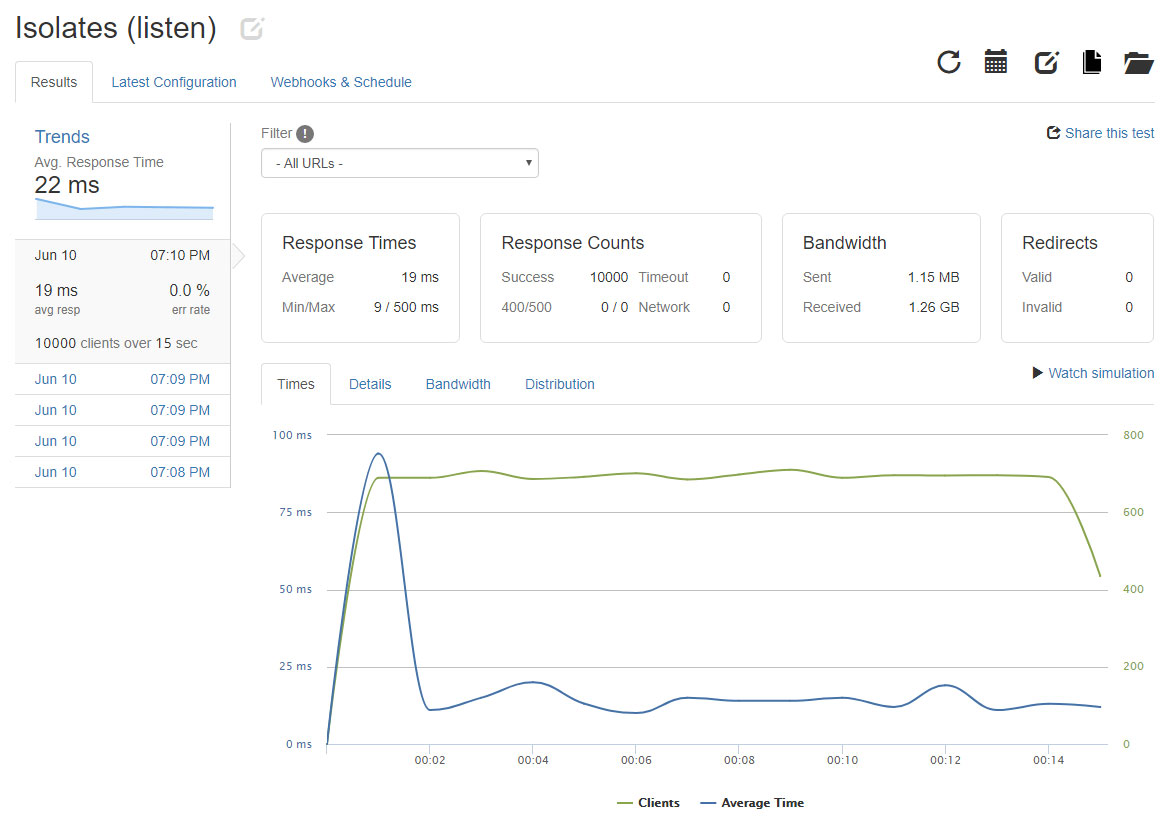 Isolates (listen)
Results Latest Configuration Webhooks & Schedule
Trends
Avg. Response Time
22 ms
Jun 10 07:10 PM
19 ms 0.0 %
avg resp err rate
10000 clients over 15 sec
Jun 10 07:09 PM
Jun 10 07:09 PM
Jun 10 07:09 PM
Jun 10 07:08 PM
Filter !
Share this test
- All URLs -
Response Times
Average 19 ms
Min/Max 9 / 500 ms
Response Counts
Success 10000 Timeout 0
400/500 0 / 0 Network 0
Bandwidth
Sent 1.15 MB
Received 1.26 GB
Redirects
Valid 0
Invalid 0
Times Details Bandwidth Distribution
Watch simulation
100 ms 800
75 ms 600
50 ms 400
25 ms 200
0 ms 0
00:02 00:04 00:06 00:08 00:10 00:12 00:14
Clients Average Time